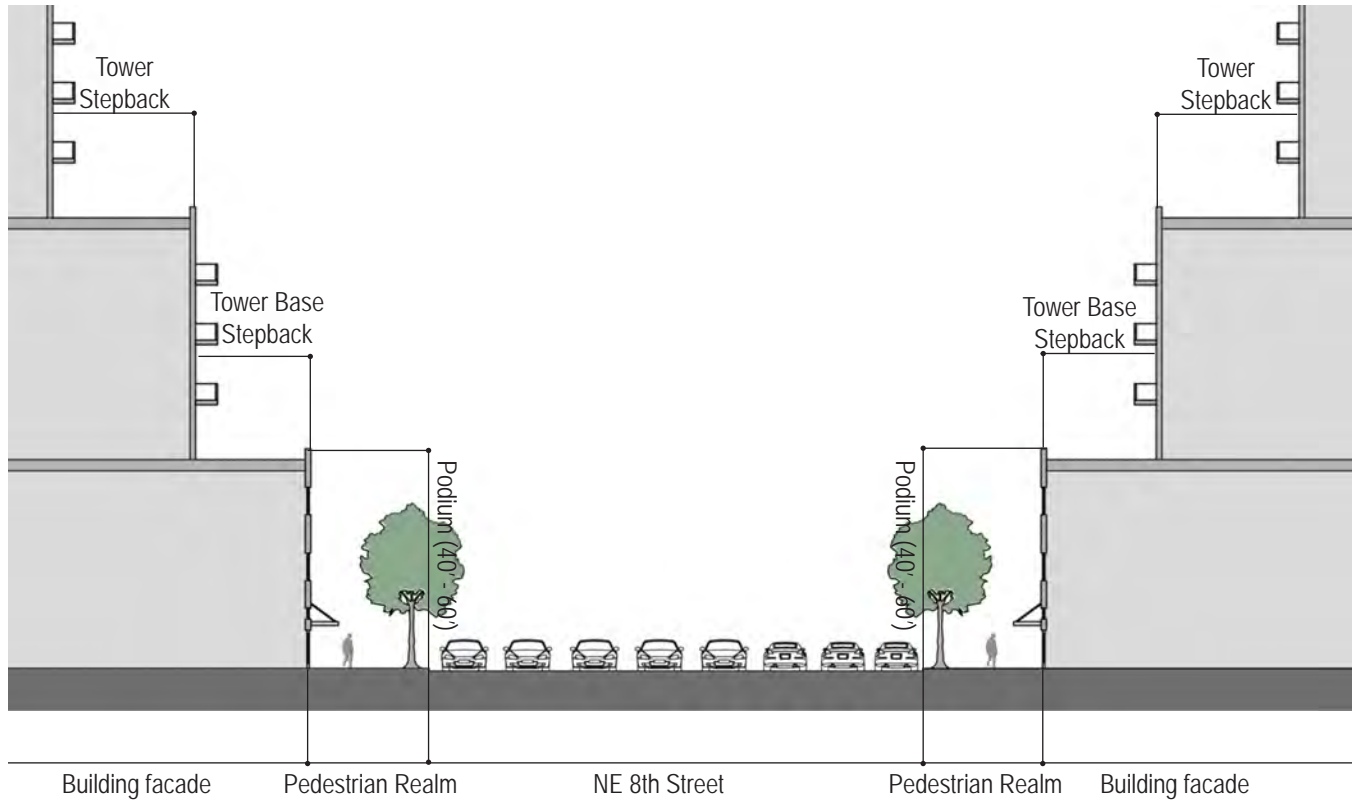 Tower
Stepback
Tower
Stepback
Tower Base
Stepback
Tower Base
Stepback
Podium (40' - 60')
Podium (40' - 60')
Building facade
Pedestrian Realm
NE 8th Street
Pedestrian Realm
Building facade